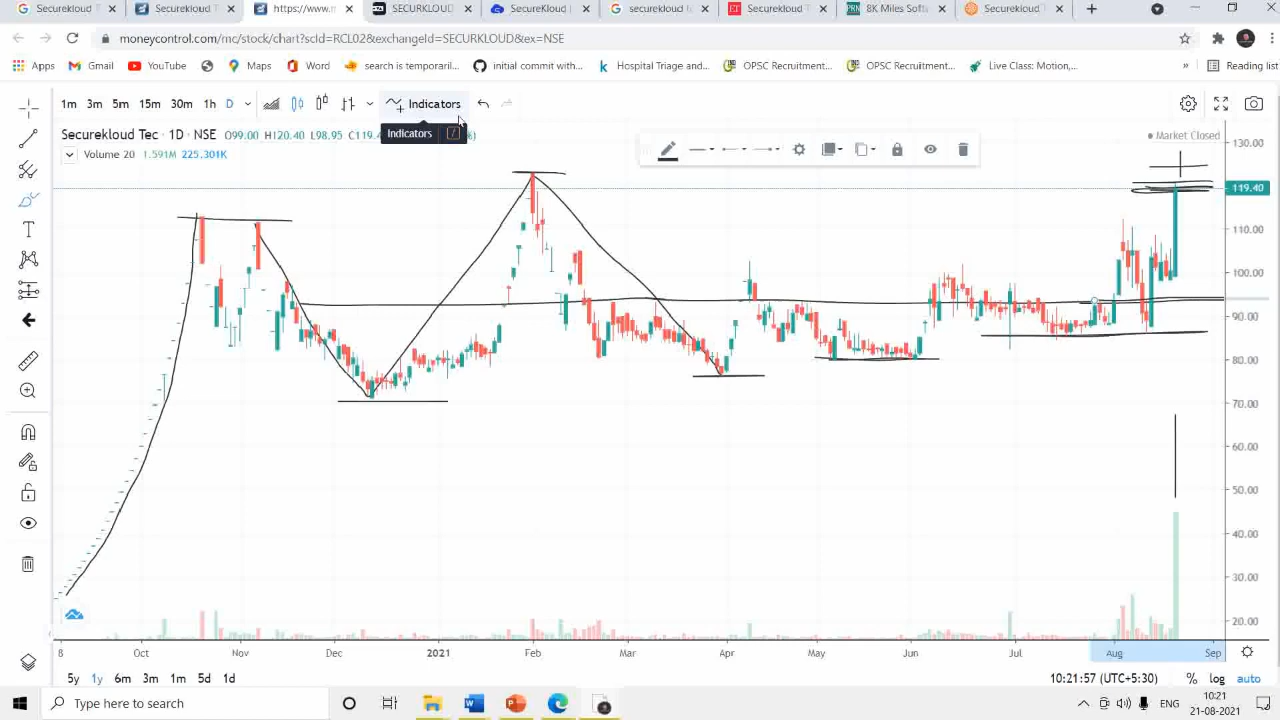 Securekloud T
Securekloud T
https://www.m
SECURKLOUD
SecureKloud
google securekl
Securekloud T
8K Miles Softv
Securekloud
moneycontrol.com/mc/stock/chart?scId=RCL02&exchangeId=SECURKLOUD&ex=NSE
Apps Gmail YouTube Maps Word search is temporaril... initial commit with... Hospital Triage and... OPSC Recruitment... OPSC Recruitment... Live Class: Motion,... » Reading list
1m 3m 5m 15m 30m 1h D Indicators
Securekloud Tec · 1D · NSE O99.00 H120.40 L98.95
Indicators /
Market Closed
Volume 20 1.591M 225.301K
130.00
119.40
110.00
100.00
90.00
80.00
70.00
60.00
50.00
40.00
30.00
20.00
8 Oct Nov Dec 2021 Feb Mar Apr May Jun Jul Aug Sep
5y 1y 6m 3m 1m 5d 1d 10:21:57 (UTC+5:30) % log auto
Type here to search
ENG
10:21
21-08-2021